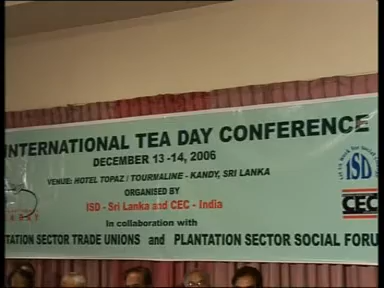 INTERNATIONAL TEA DAY CONFERENCE
DECEMBER 13 -14, 2006
VENUE: HOTEL TOPAZ / TOURMALINE - KANDY, SRI LANKA
ORGANISED BY
ISD - Sri Lanka and CEC - India
In collaboration with
TATION SECTOR TRADE UNIONS and PLANTATION SECTOR SOCIAL FORU
ISD
CEC